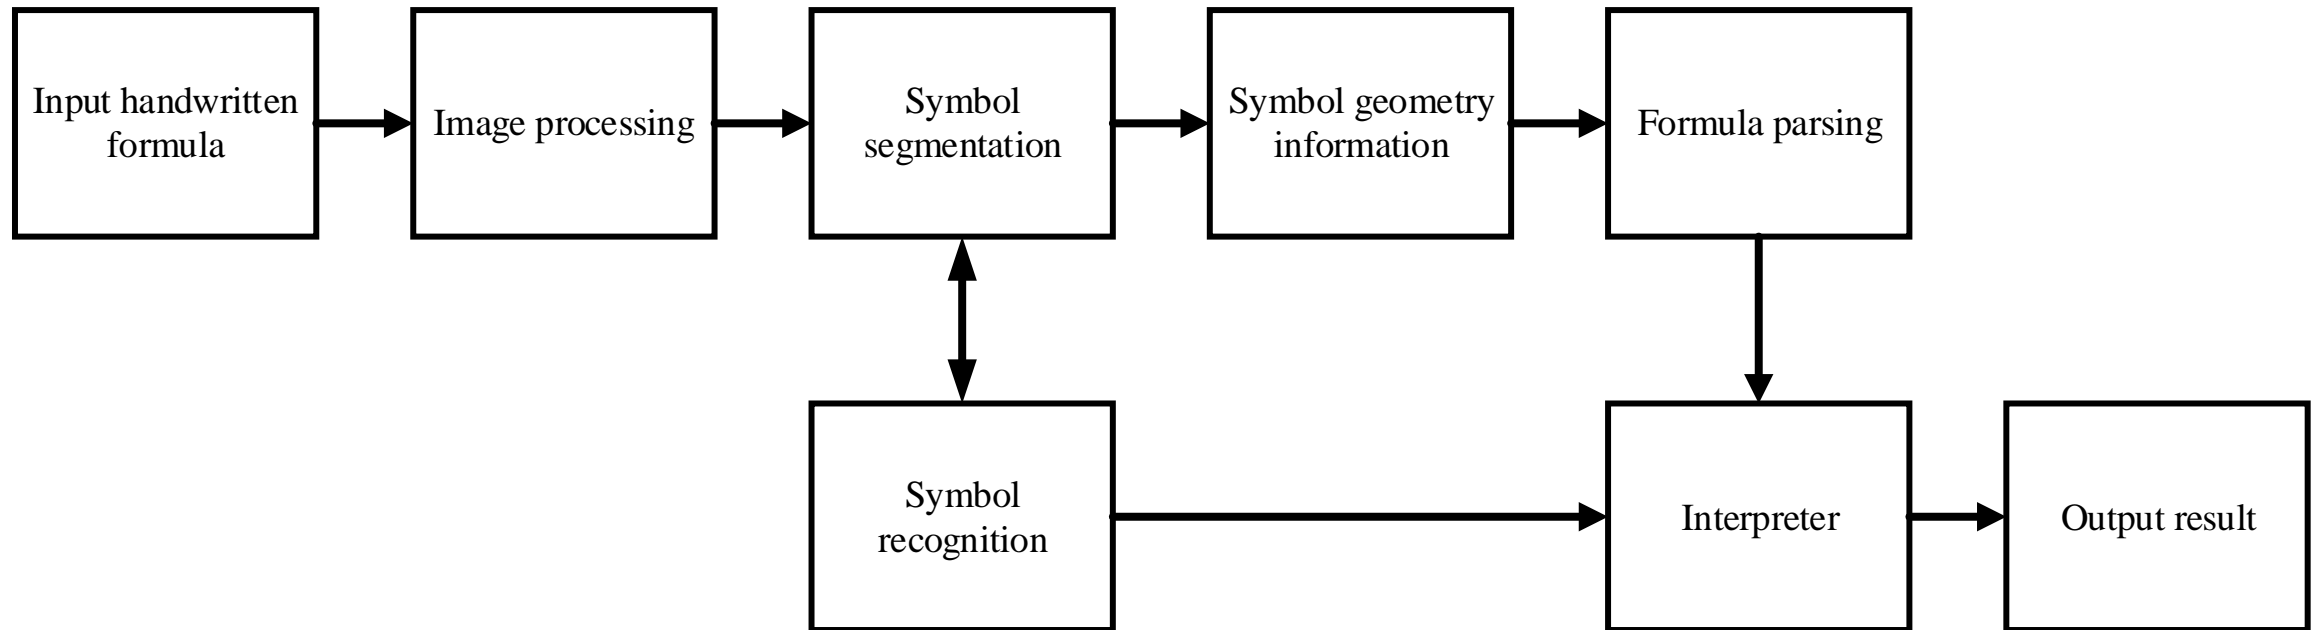 Input handwritten
formula
Image processing
Symbol
segmentation
Symbol geometry
information
Formula parsing
Symbol
recognition
Interpreter
Output result